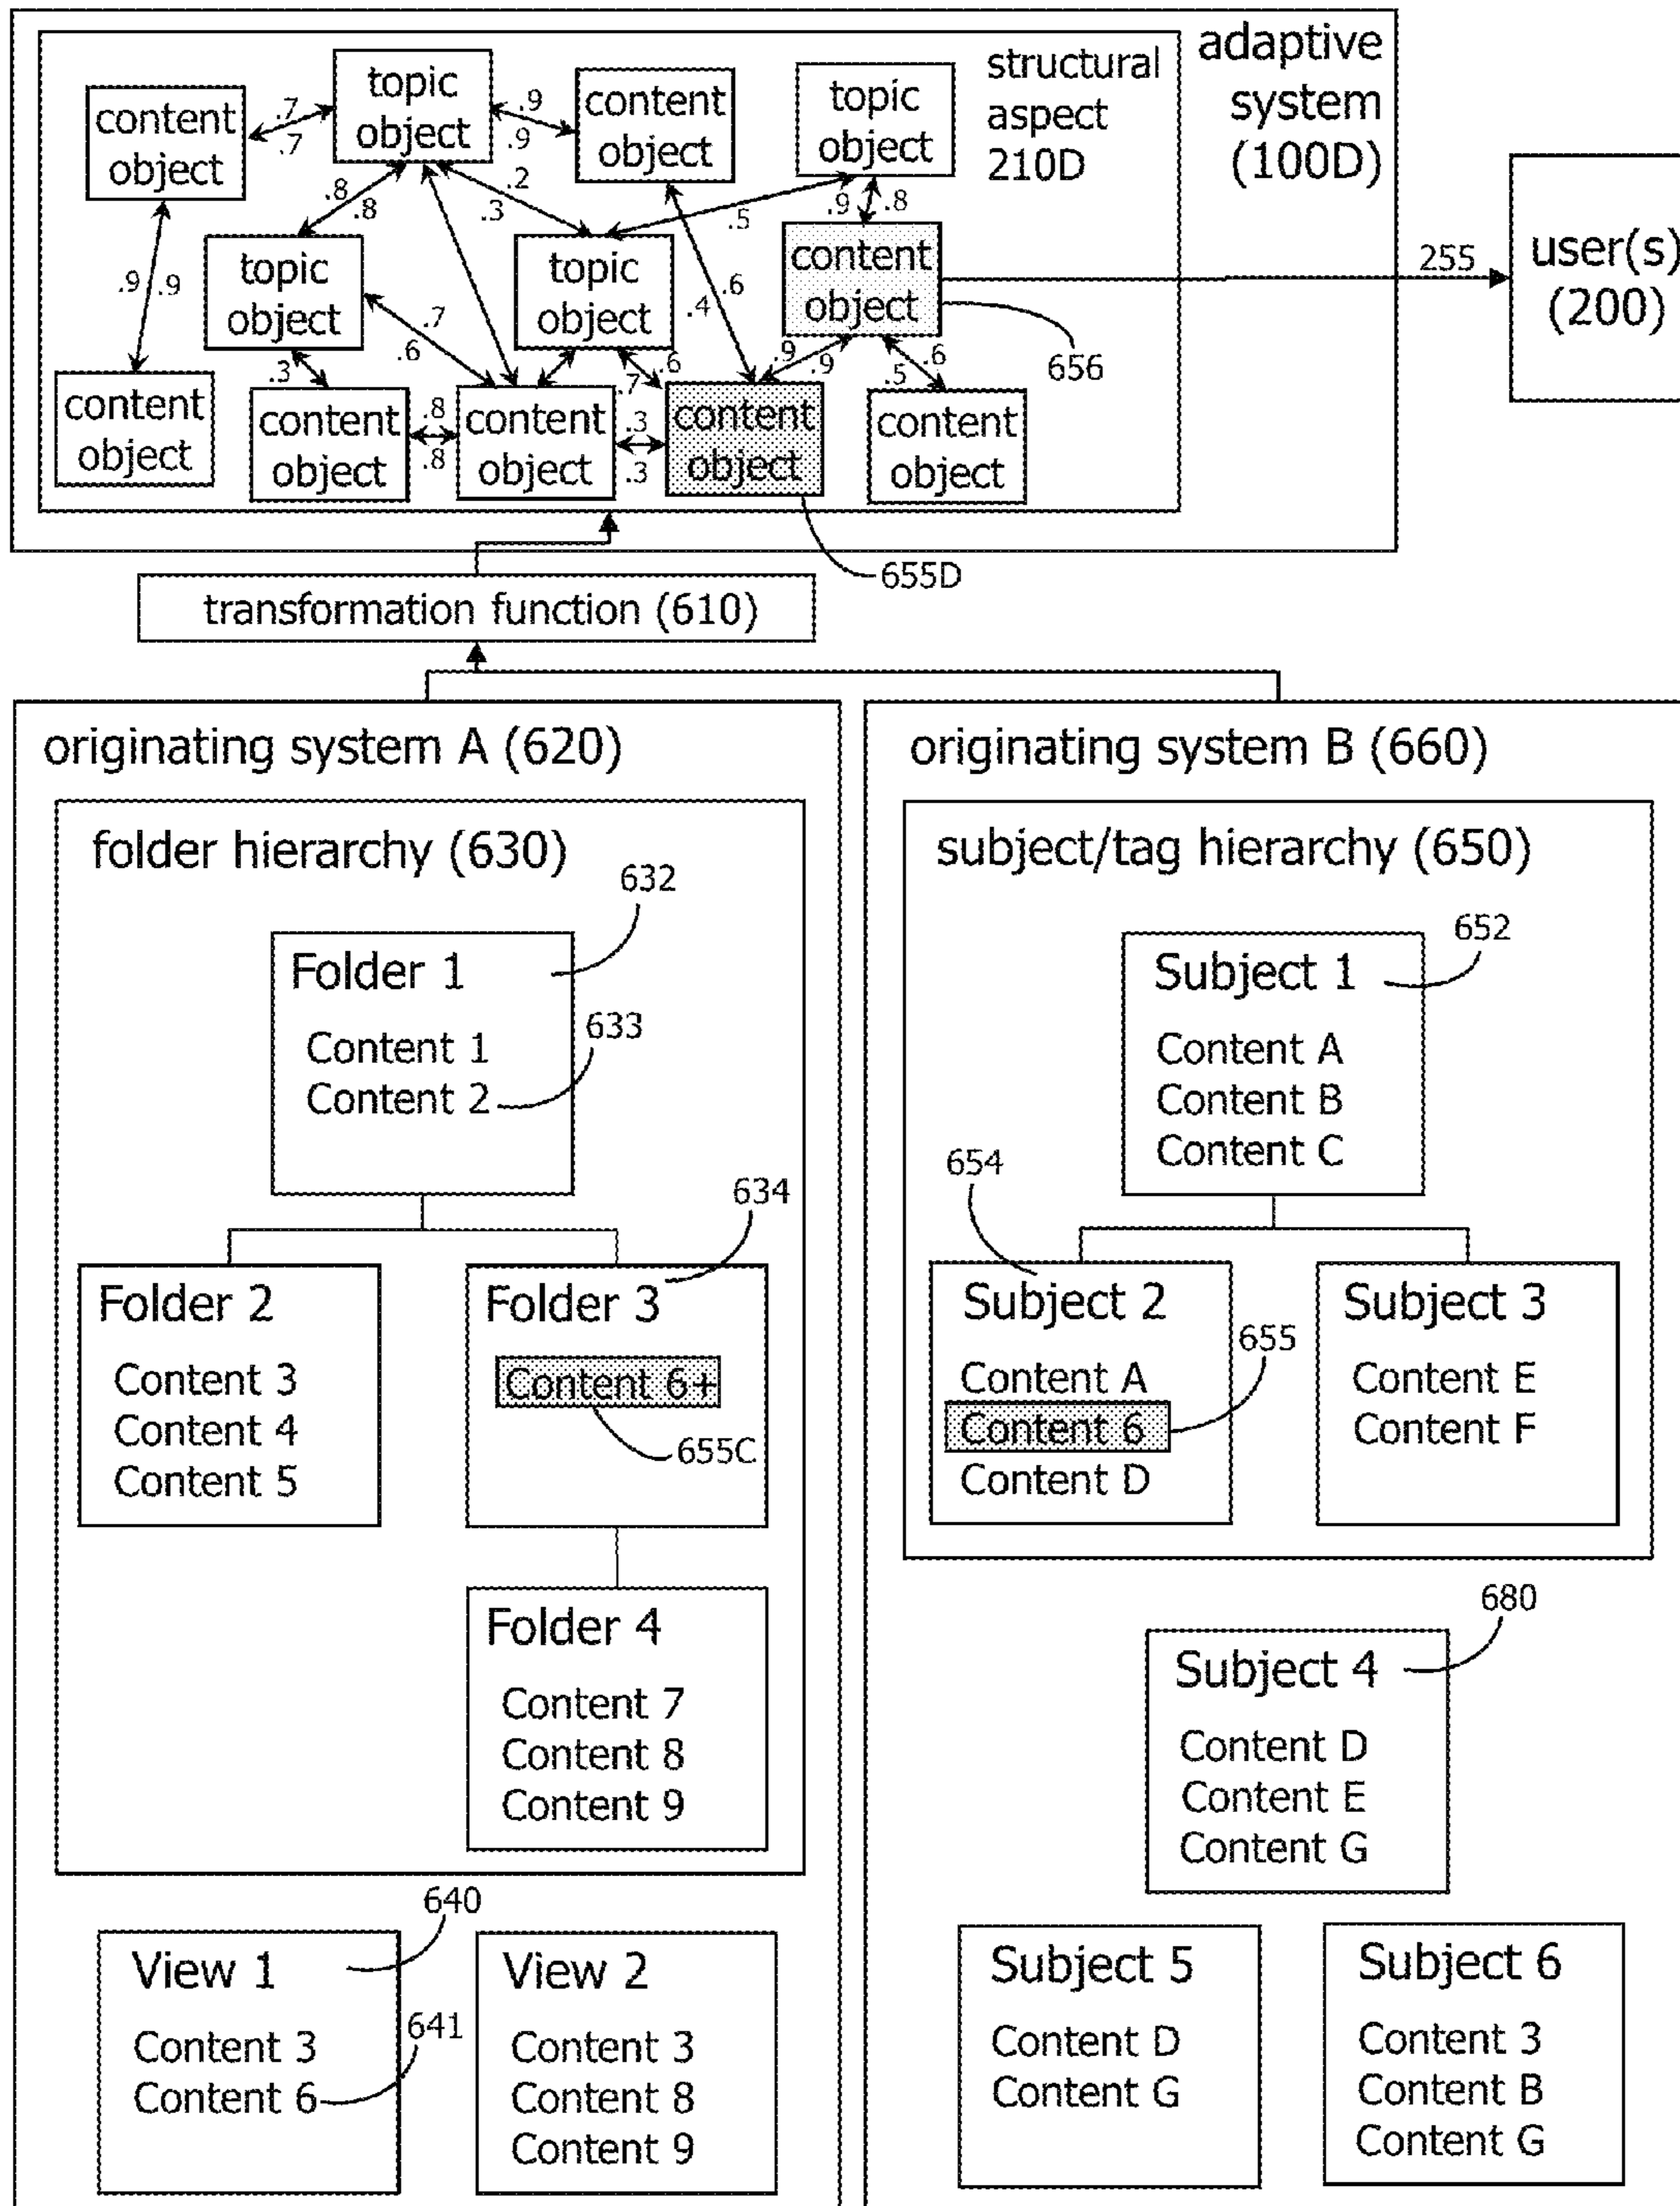 adaptive
system
(100D)
structural
aspect
210D
topic
object
content
object
content
object
topic
object
.7
.7
.9
.9
.8
.8
.2
.3
.5
.9
.8
.9
.9
topic
object
topic
object
content
object
255
user(s)
(200)
.7
.6
.4
.6
656
.3
.7
.6
.9
.9
.5
.6
content
object
content
object
.8
.8
content
object
.3
.3
content
object
content
object
655D
transformation function (610)
originating system A (620)
folder hierarchy (630)
632
Folder 1
633
Content 1
Content 2
634
Folder 2
Content 3
Content 4
Content 5
Folder 3
Content 6+
655C
Folder 4
Content 7
Content 8
Content 9
640
View 1
641
Content 3
Content 6
View 2
Content 3
Content 8
Content 9
originating system B (660)
subject/tag hierarchy (650)
652
Subject 1
Content A
Content B
Content C
654
Subject 2
655
Content A
Content 6
Content D
Subject 3
Content E
Content F
680
Subject 4
Content D
Content E
Content G
Subject 5
Content D
Content G
Subject 6
Content 3
Content B
Content G